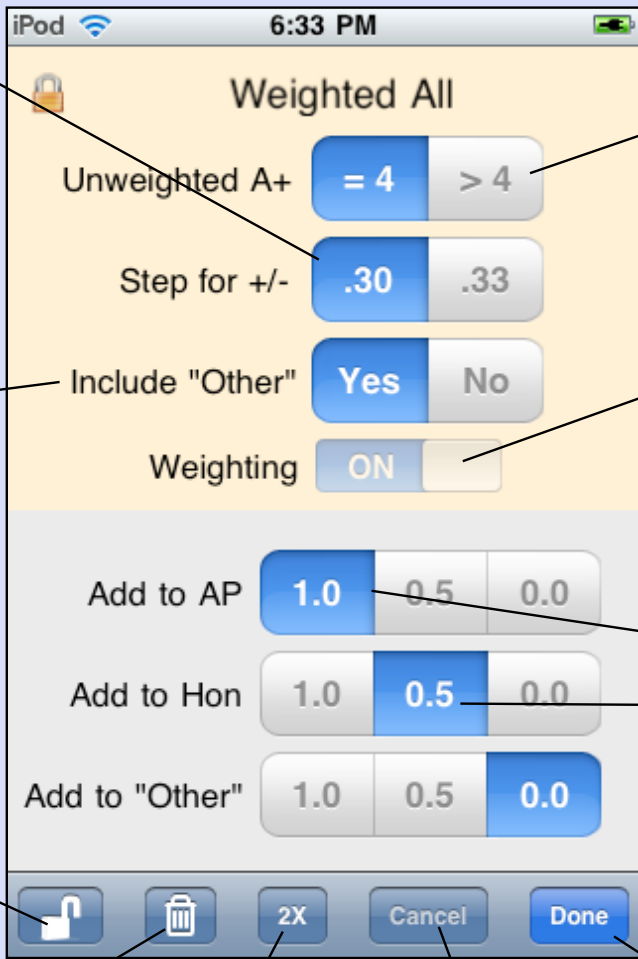 iPod 6:33 PM
Weighted All
Unweighted A+ = 4 > 4
Step for +/- .30 .33
Include "Other" Yes No
Weighting ON
Add to AP 1.0 0.5 0.0
Add to Hon 1.0 0.5 0.0
Add to "Other" 1.0 0.5 0.0
2X Cancel Done